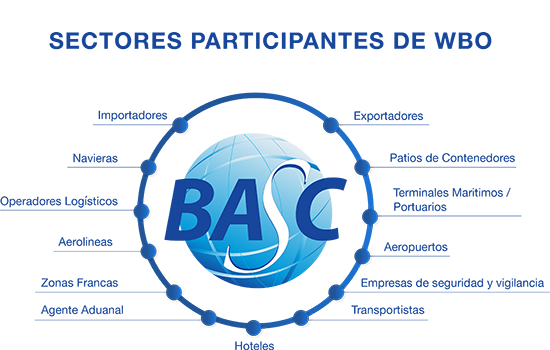 SECTORES PARTICIPANTES DE WBO
Importadores
Exportadores
Navieras
Patios de Contenedores
Operadores Logísticos
Terminales Maritimos /
Portuarios
BASC
Aerolineas
Aeropuertos
Zonas Francas
Empresas de seguridad y vigilancia
Agente Aduanal
Transportistas
Hoteles